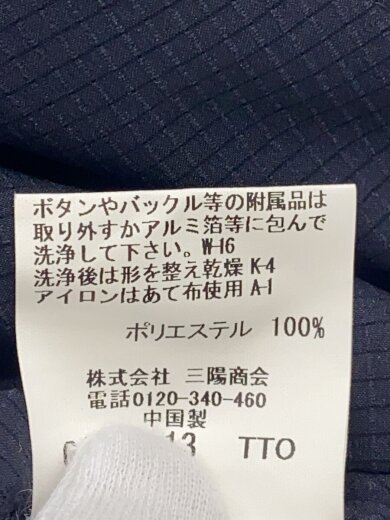 ボタンやバックル等の附属品は
取り外すかアルミ箔等に包んで
洗浄して下さい。W-16
洗浄後は形を整え乾燥 K-4
アイロンはあて布使用 A-1
ポリエステル 100%
株式会社 三陽商会
電話0120-340-460
中国製
13 TTO